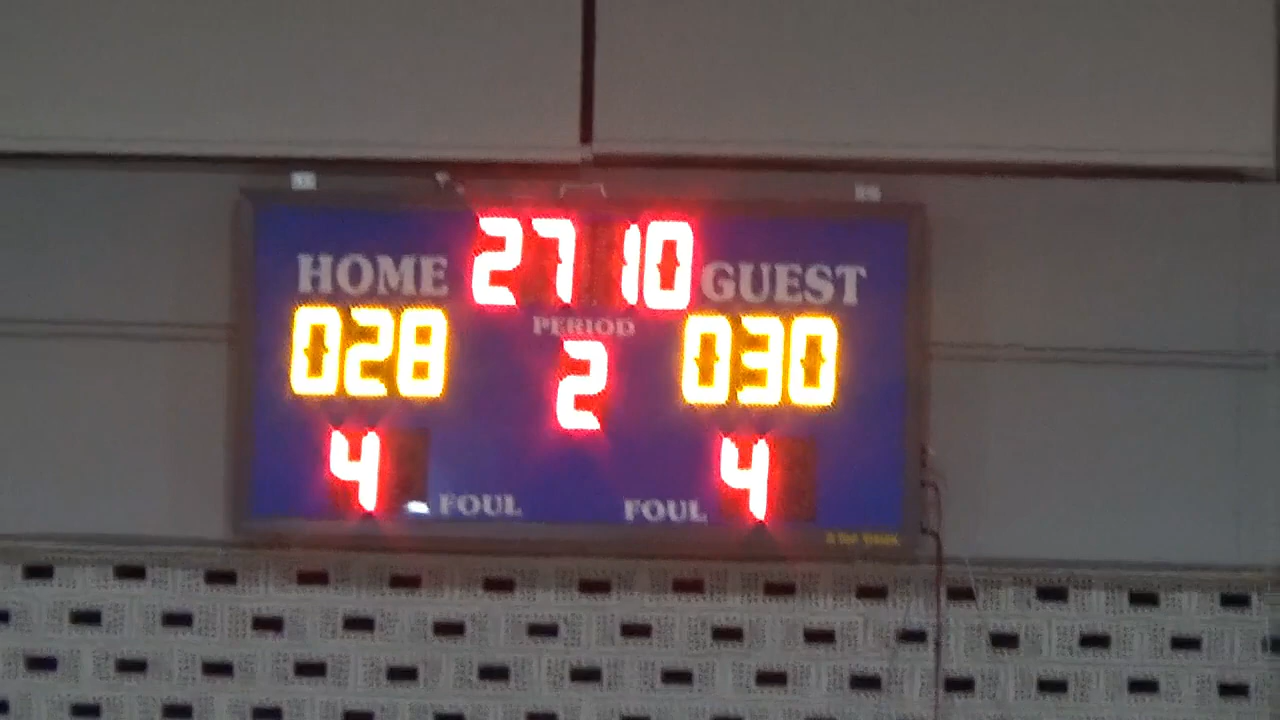 27 10
HOME GUEST
PERIOD
028 2 030
4 FOUL FOUL 4